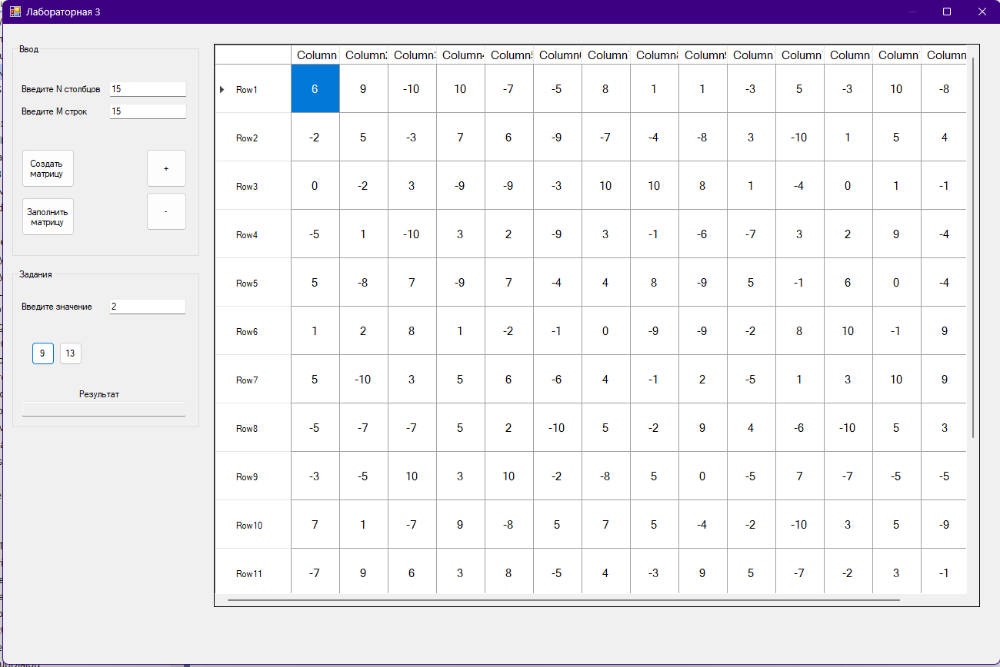 Лабораторная 3
Ввод
Введите N столбцов 15
Введите M строк 15
Создать
матрицу
+
Заполнить
матрицу
-
Задания
Введите значение 2
9 13
Результат
Column Column Column Column Column Column Column Column Column Column Column Column Column Column
Row1 6 9 -10 10 -7 -5 8 1 1 -3 5 -3 10 -8
Row2 -2 5 -3 7 6 -9 -7 -4 -8 3 -10 1 5 4
Row3 0 -2 3 -9 -9 -3 10 10 8 1 -4 0 1 -1
Row4 -5 1 -10 3 2 -9 3 -1 -6 -7 3 2 9 -4
Row5 5 -8 7 -9 7 -4 4 8 -9 5 -1 6 0 -4
Row6 1 2 8 1 -2 -1 0 -9 -9 -2 8 10 -1 9
Row7 5 -10 3 5 6 -6 4 -1 2 -5 1 3 10 9
Row8 -5 -7 -7 5 2 -10 5 -2 9 4 -6 -10 5 3
Row9 -3 -5 10 3 10 -2 -8 5 0 -5 7 -7 -5 -5
Row10 7 1 -7 9 -8 5 7 5 -4 -2 -10 3 5 -9
Row11 -7 9 6 3 8 -5 4 -3 9 5 -7 -2 3 -1